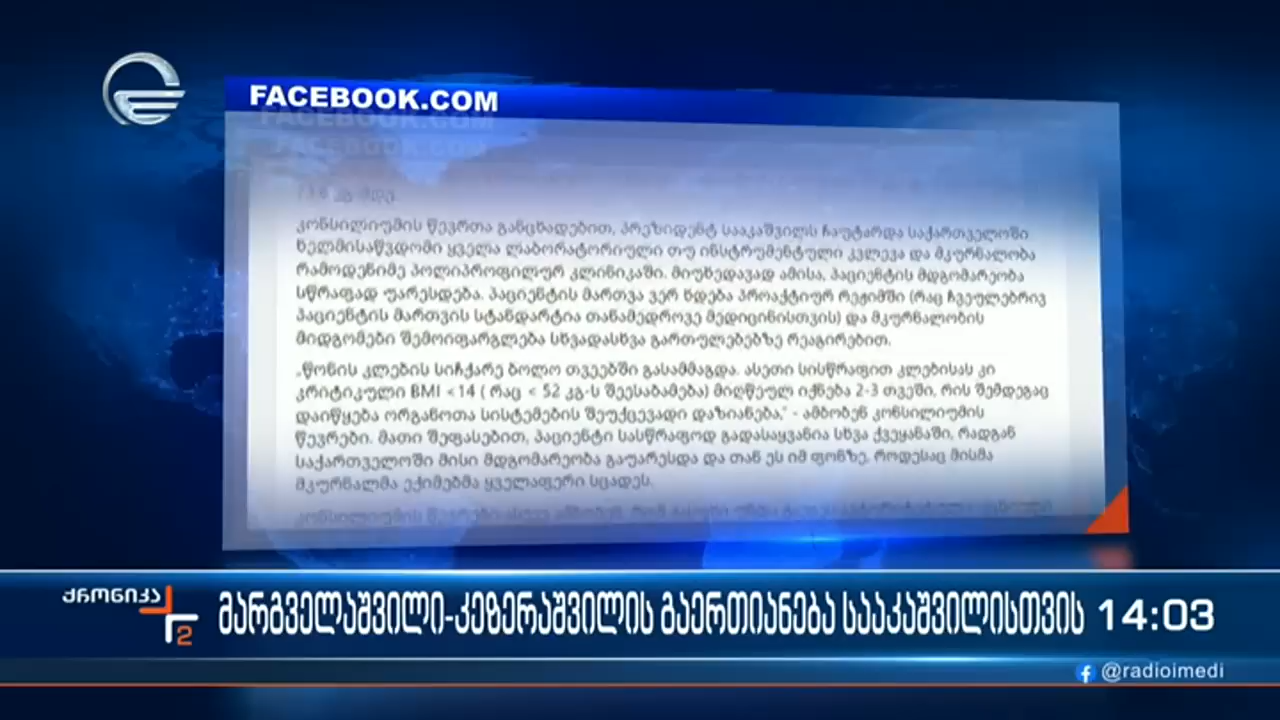 FACEBOOK.COM
კონსილიუმის წევრთა განცხადებით, პრეზიდენტ სააკაშვილს ჩაუტარდა საქართველოში
ხელმისაწვდომი ყველა ლაბორატორიული თუ ინსტრუმენტული კვლევა და მკურნალობა
რამოდენიმე პოლიპროფილურ კლინიკაში. მიუხედავად ამისა, პაციენტის მდგომარეობა
სწრაფად უარესდება. პაციენტის მართვა ვერ ხდება პროაქტიურ რეჟიმში (რაც ჩვეულებრივ
პაციენტის მართვის სტანდარტია თანამედროვე მედიცინისთვის) და მკურნალობის
მიდგომები შემოიფარგლება სხვადასხვა გართულებებზე რეაგირებით.
„წონის კლების სიჩქარე ბოლო თვეებში გასამმაგდა. ასეთი სისწრაფით კლებისას კი
კრიტიკული BMI <14 ( რაც < 52 კგ-ს შეესაბამება) მიღწეულ იქნება 2-3 თვეში, რის შემდეგაც
დაიწყება ორგანოთა სისტემების შეუქცევადი დაზიანება,“ - ამბობენ კონსილიუმის
წევრები. მათი შეფასებით, პაციენტი სასწრაფოდ გადასაყვანია სხვა ქვეყანაში, რადგან
საქართველოში მისი მდგომარეობა გაუარესდა და თან ეს იმ ფონზე, როდესაც მისმა
მკურნალმა ექიმებმა ყველაფერი სცადეს.
ქრონიკა
2
მარგველაშვილი-კეზერაშვილის გაერთიანება სააკაშვილისთვის 14:03
@radioimedi